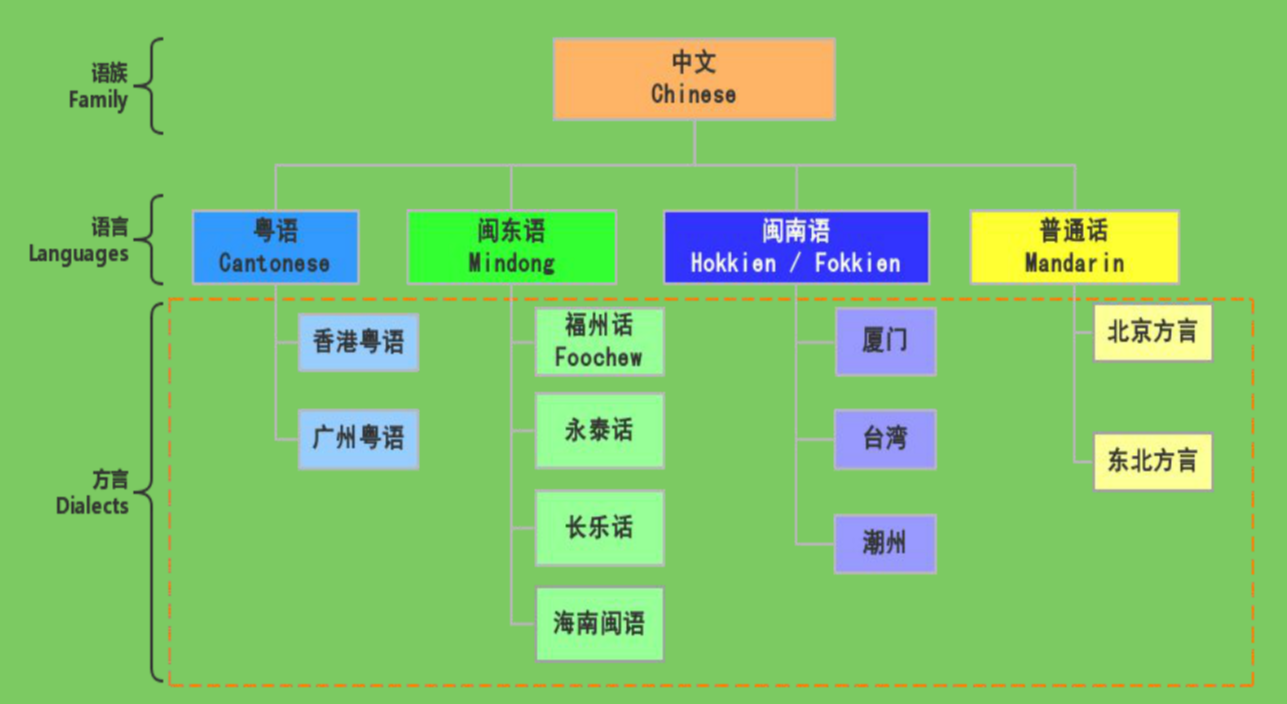 语族
Family
中文
Chinese
语言
Languages
粤语
Cantonese
闽东语
Mindong
闽南语
Hokkien / Fokkien
普通话
Mandarin
方言
Dialects
香港粤语
广州粤语
福州话
Foochew
永泰话
长乐话
海南闽语
厦门
台湾
潮州
北京方言
东北方言